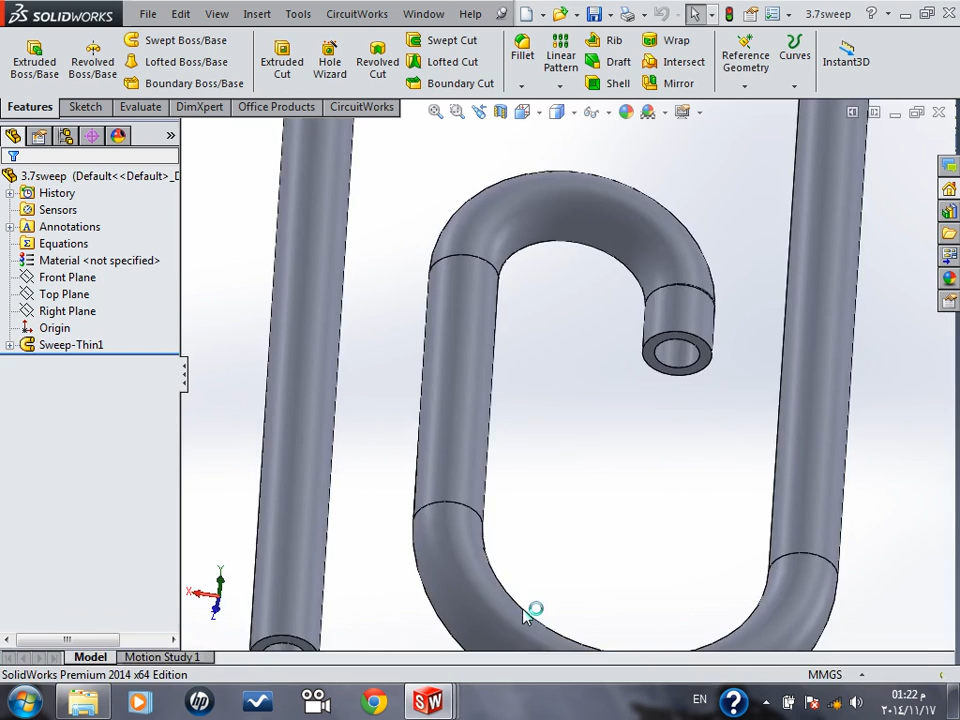 SOLIDWORKS
File
Edit
View
Insert
Tools
CircuitWorks
Window
Help
3.7sweep
Extruded Boss/Base
Revolved Boss/Base
Swept Boss/Base
Lofted Boss/Base
Boundary Boss/Base
Extruded Cut
Hole Wizard
Revolved Cut
Swept Cut
Lofted Cut
Boundary Cut
Fillet
Linear Pattern
Rib
Draft
Shell
Wrap
Intersect
Mirror
Reference Geometry
Curves
Instant3D
Features
Sketch
Evaluate
DimXpert
Office Products
CircuitWorks
3.7sweep (Default<<Default>_D
History
Sensors
Annotations
Equations
Material <not specified>
Front Plane
Top Plane
Right Plane
Origin
Sweep-Thin1
Y
X
Z
Model
Motion Study 1
SolidWorks Premium 2014 x64 Edition
MMGS
EN
01:22 م
٢٠١٤/١١/١٧